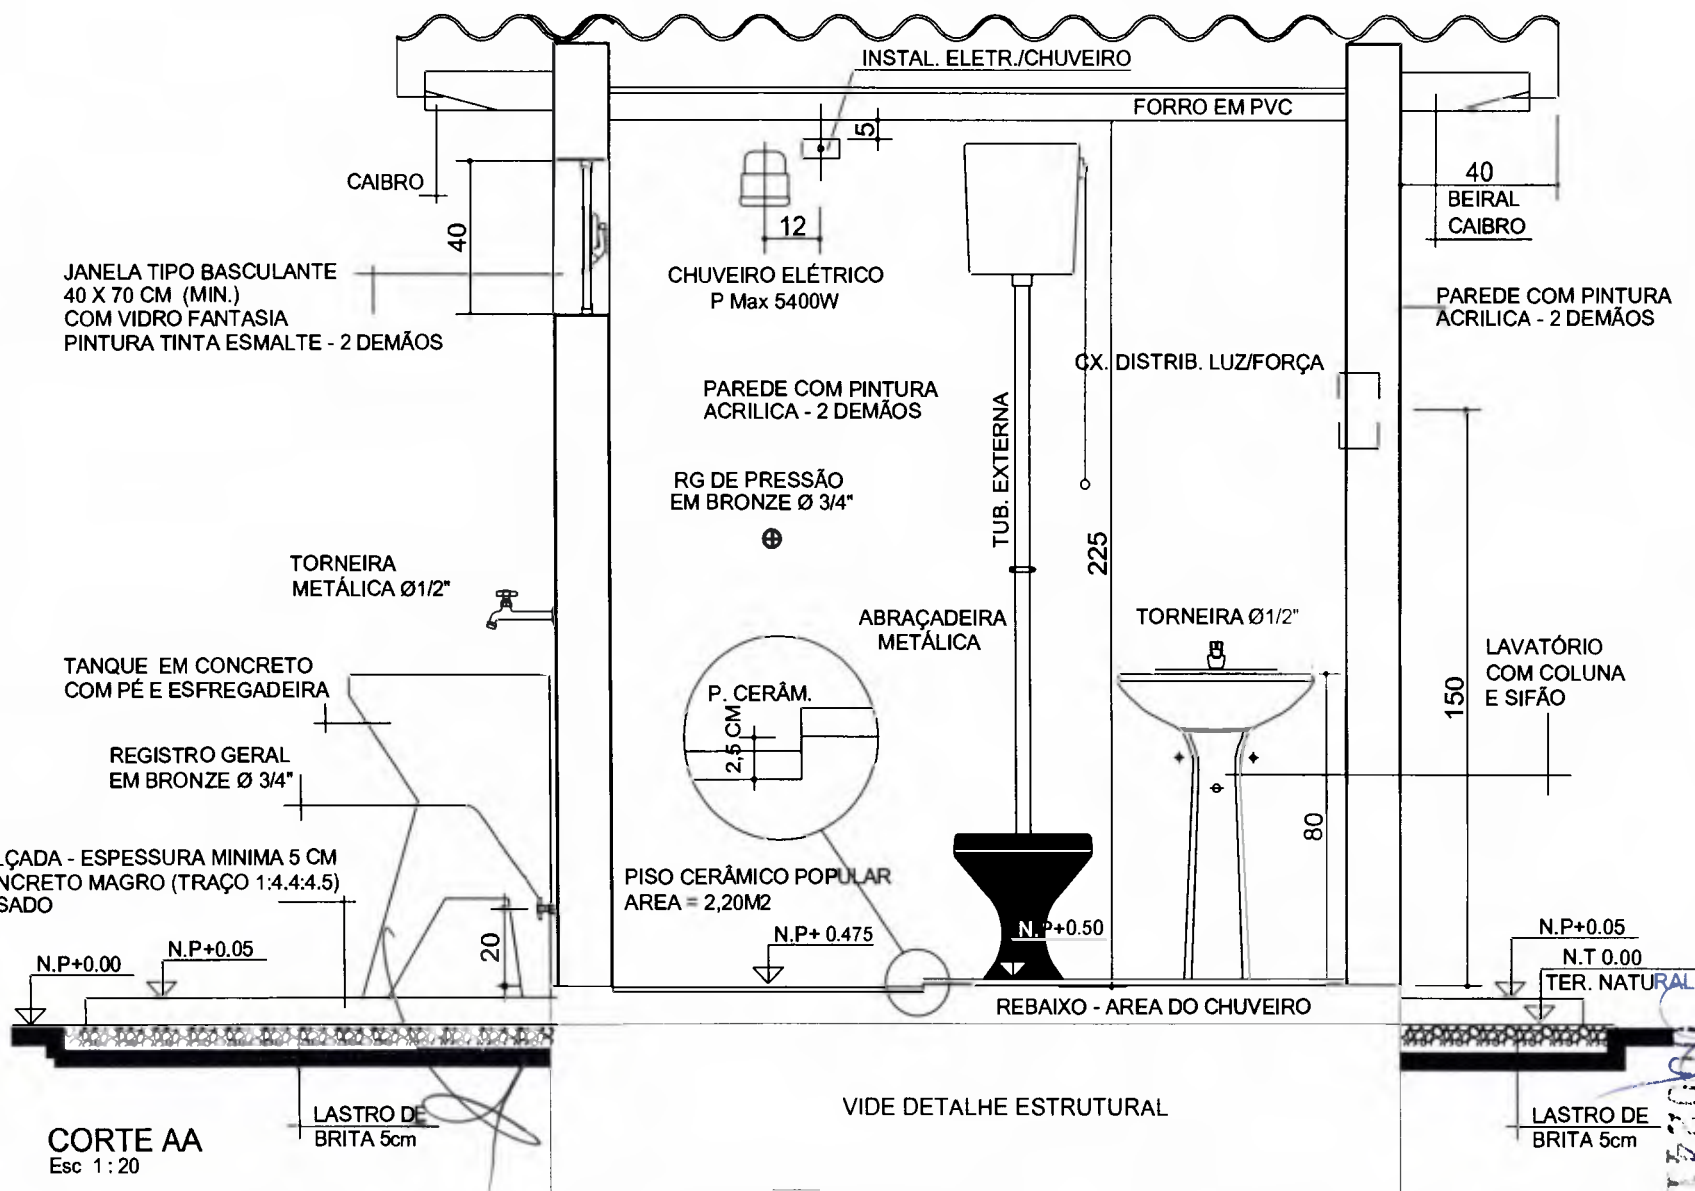 INSTAL. ELETR./CHUVEIRO
FORRO EM PVC
5
CAIBRO
40
12
40
BEIRAL
CAIBRO
JANELA TIPO BASCULANTE
40 X 70 CM (MIN.)
COM VIDRO FANTASIA
PINTURA TINTA ESMALTE - 2 DEMÃOS
CHUVEIRO ELÉTRICO
P Max 5400W
PAREDE COM PINTURA
ACRILICA - 2 DEMÃOS
CX. DISTRIB. LUZ/FORÇA
PAREDE COM PINTURA
ACRILICA - 2 DEMÃOS
TUB. EXTERNA
RG DE PRESSÃO
EM BRONZE Ø 3/4"
225
TORNEIRA
METÁLICA Ø1/2"
ABRAÇADEIRA
METÁLICA
TORNEIRA Ø1/2"
LAVATÓRIO
COM COLUNA
E SIFÃO
150
TANQUE EM CONCRETO
COM PÉ E ESFREGADEIRA
P. CERÂM.
2,5 CM
REGISTRO GERAL
EM BRONZE Ø 3/4"
80
LÇADA - ESPESSURA MINIMA 5 CM
NCRETO MAGRO (TRAÇO 1:4.4:4.5)
SADO
PISO CERÂMICO POPULAR
AREA = 2,20M2
20
N.P+0.00
N.P+0.05
N.P+ 0.475
N.P+0.50
N.P+0.05
N.T 0.00
TER. NATURAL
REBAIXO - AREA DO CHUVEIRO
VIDE DETALHE ESTRUTURAL
LASTRO DE
BRITA 5cm
LASTRO DE
BRITA 5cm
CORTE AA
Esc 1 : 20